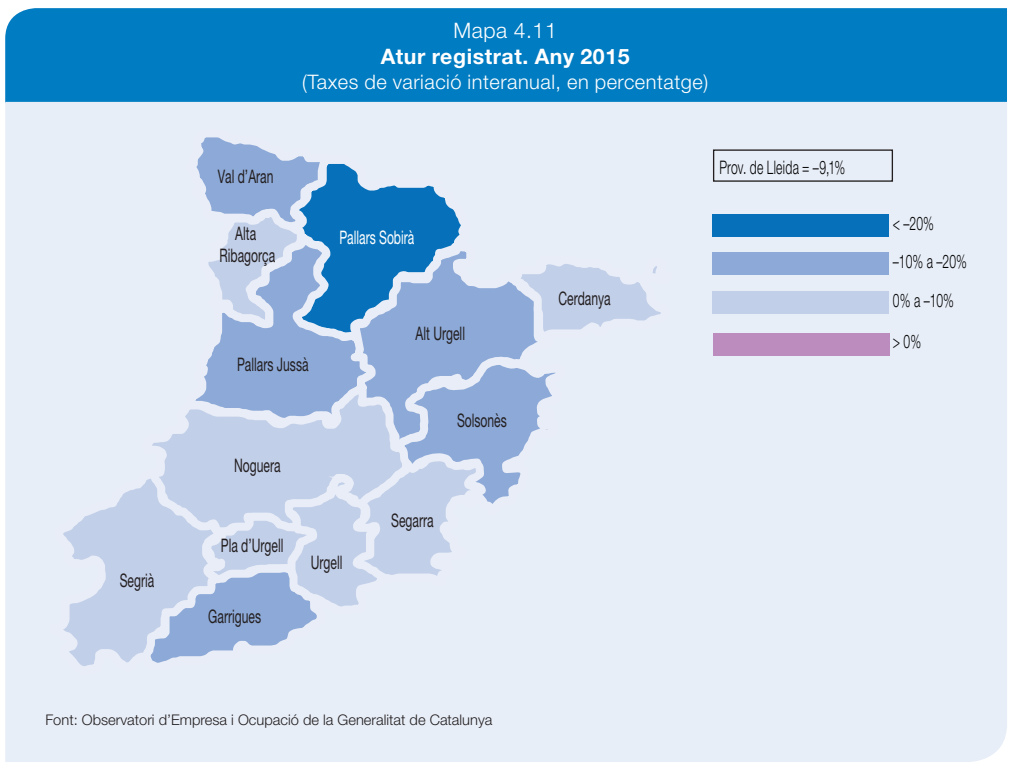 Mapa 4.11
Atur registrat. Any 2015
(Taxes de variació interanual, en percentatge)
Prov. de Lleida = –9,1%
< –20%
–10% a –20%
0% a –10%
> 0%
Val d'Aran
Alta
Ribagorça
Pallars Sobirà
Cerdanya
Alt Urgell
Pallars Jussà
Solsonès
Noguera
Segarra
Pla d'Urgell
Urgell
Segrià
Garrigues
Font: Observatori d'Empresa i Ocupació de la Generalitat de Catalunya